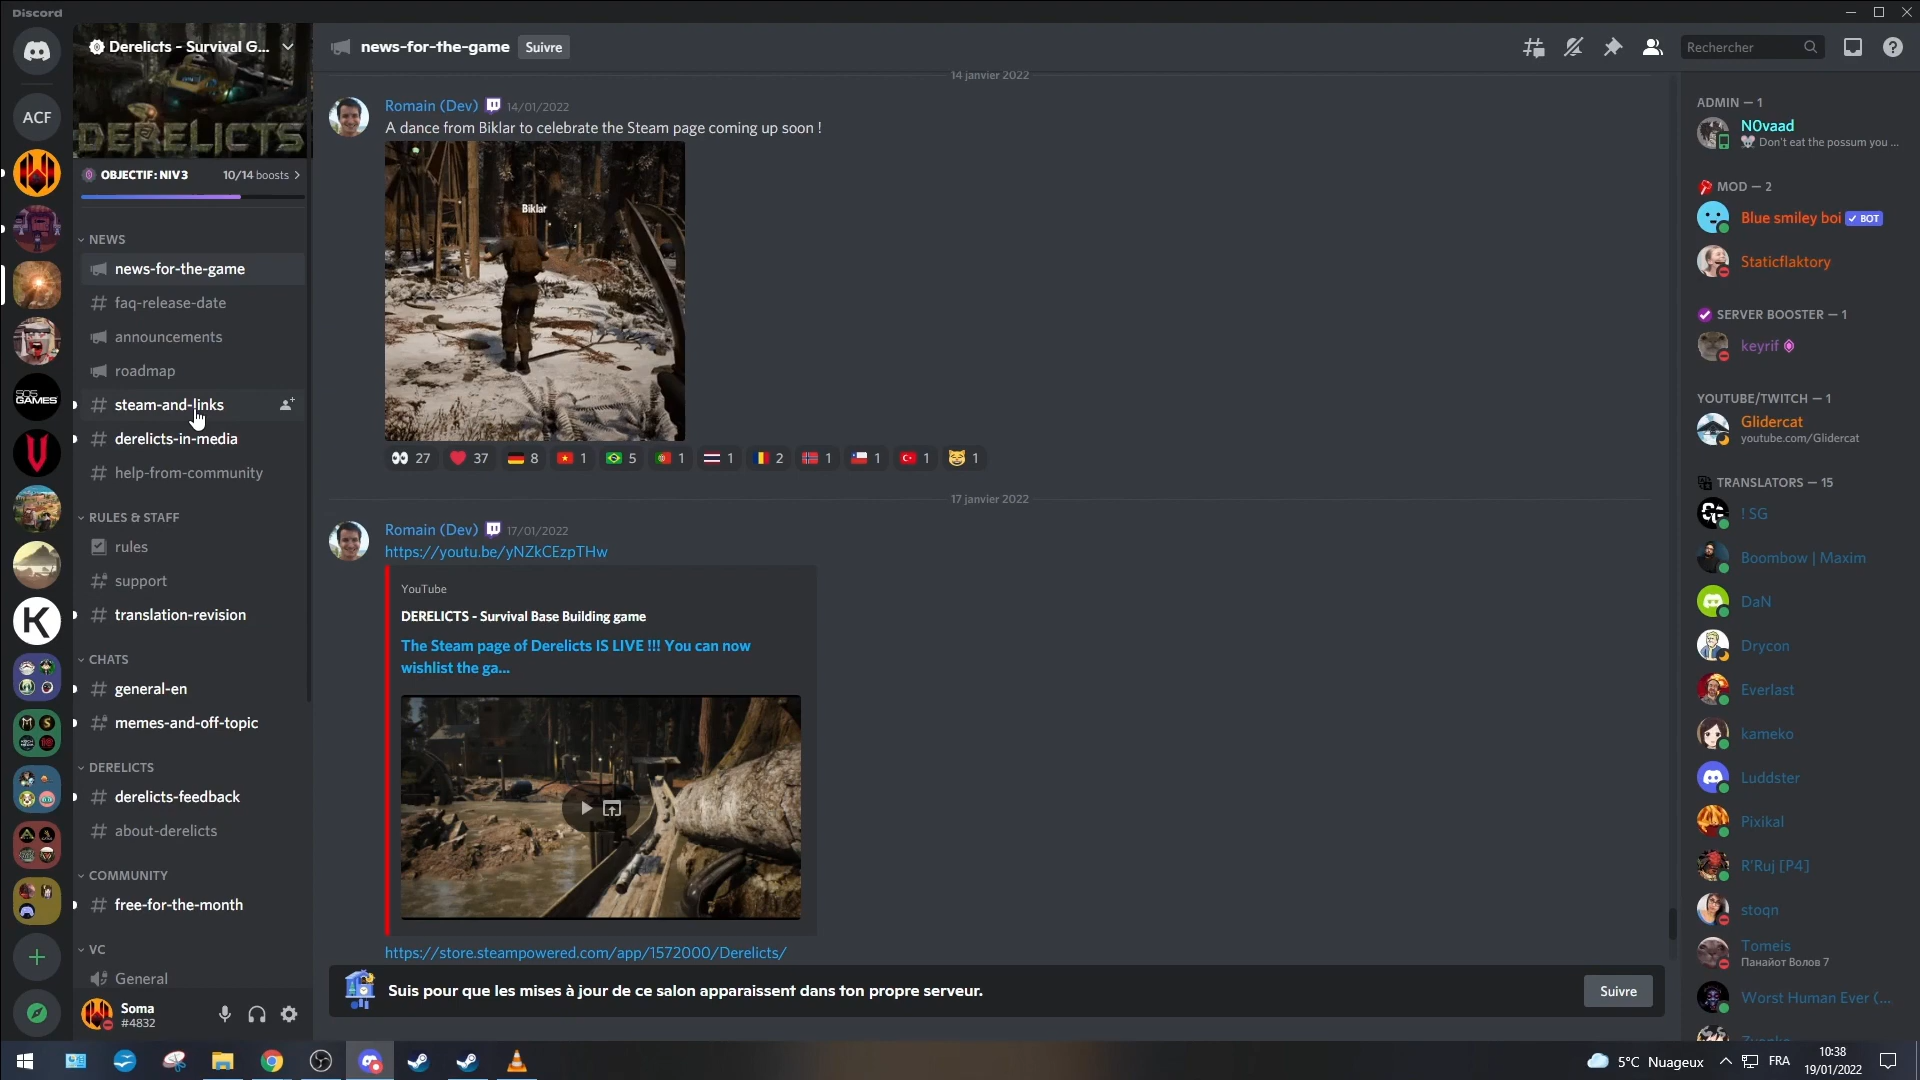 Discord
Derelicts - Survival G...
DERELICTS
OBJECTIF: NIV 3
10/14 boosts
ACF
505 GAMES
K
NEWS
news-for-the-game
faq-release-date
announcements
roadmap
steam-and-links
derelicts-in-media
help-from-community
RULES & STAFF
rules
support
translation-revision
CHATS
general-en
memes-and-off-topic
DERELICTS
derelicts-feedback
about-derelicts
COMMUNITY
free-for-the-month
VC
General
Soma
#4832
news-for-the-game
Suivre
Rechercher
14 janvier 2022
Romain (Dev) 14/01/2022
A dance from Biklar to celebrate the Steam page coming up soon !
Biklar
27 37 8 1 5 1 1 2 1 1 1 1
17 janvier 2022
Romain (Dev) 17/01/2022
https://youtu.be/yNZkCEzpTHw
YouTube
DERELICTS - Survival Base Building game
The Steam page of Derelicts IS LIVE !!! You can now
wishlist the ga...
https://store.steampowered.com/app/1572000/Derelicts/
Suis pour que les mises à jour de ce salon apparaissent dans ton propre serveur.
Suivre
ADMIN — 1
N0vaad
Don't eat the possum you ...
MOD — 2
Blue smiley boi BOT
Staticflaktory
SERVER BOOSTER — 1
keyrif
YOUTUBE/TWITCH — 1
Glidercat
youtube.com/Glidercat
TRANSLATORS — 15
! SG
Boombow | Maxim
DaN
Drycon
Everlast
kameko
Luddster
Pixikal
R'Ruj [P4]
stoqn
Tomeis
Панайот Волов 7
Worst Human Ever (...
5°C Nuageux
FRA
10:38
19/01/2022